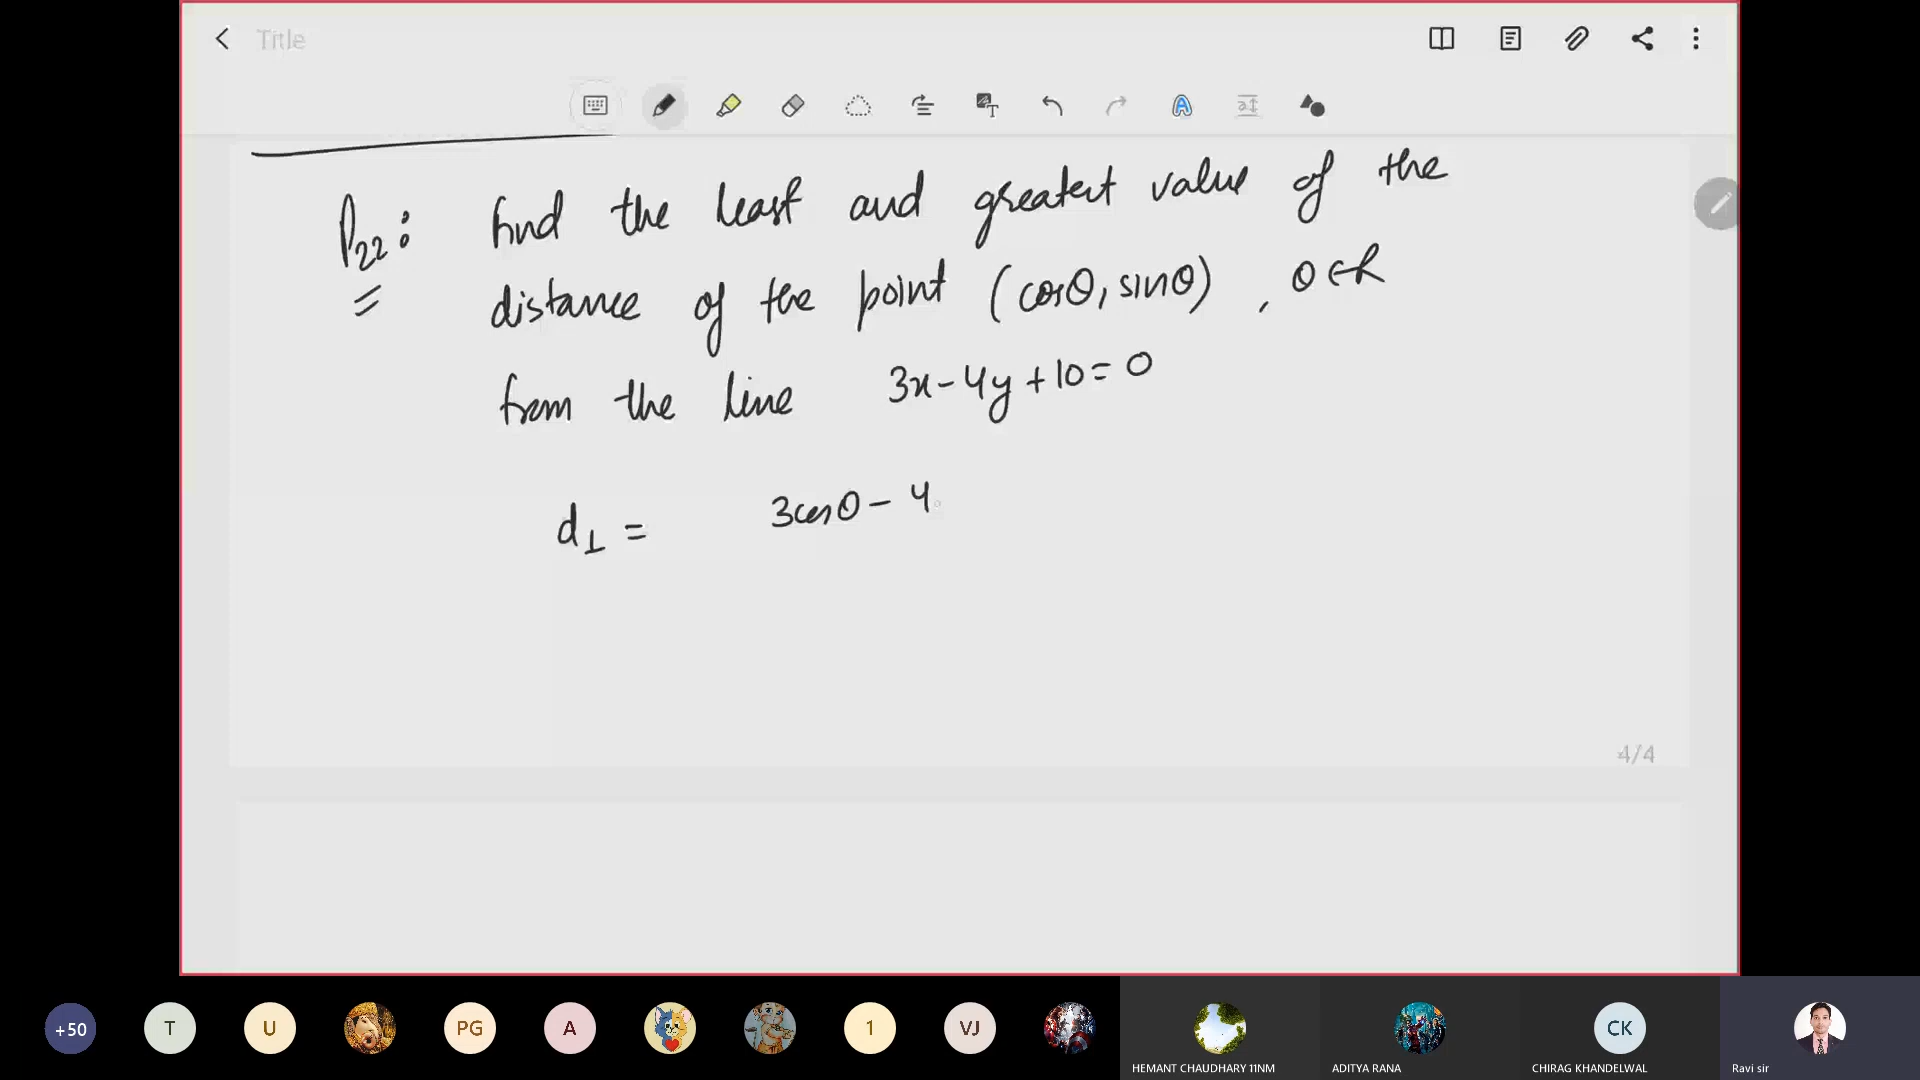 Title
P22: find the least and greatest value of the
distance of the point (cosθ, sinθ), θ∈R
from the line 3x-4y+10=0
d⊥ = 3cosθ - 4
4/4
+50
T
U
PG
A
1
VJ
HEMANT CHAUDHARY 11NM
ADITYA RANA
CK
CHIRAG KHANDELWAL
Ravi sir